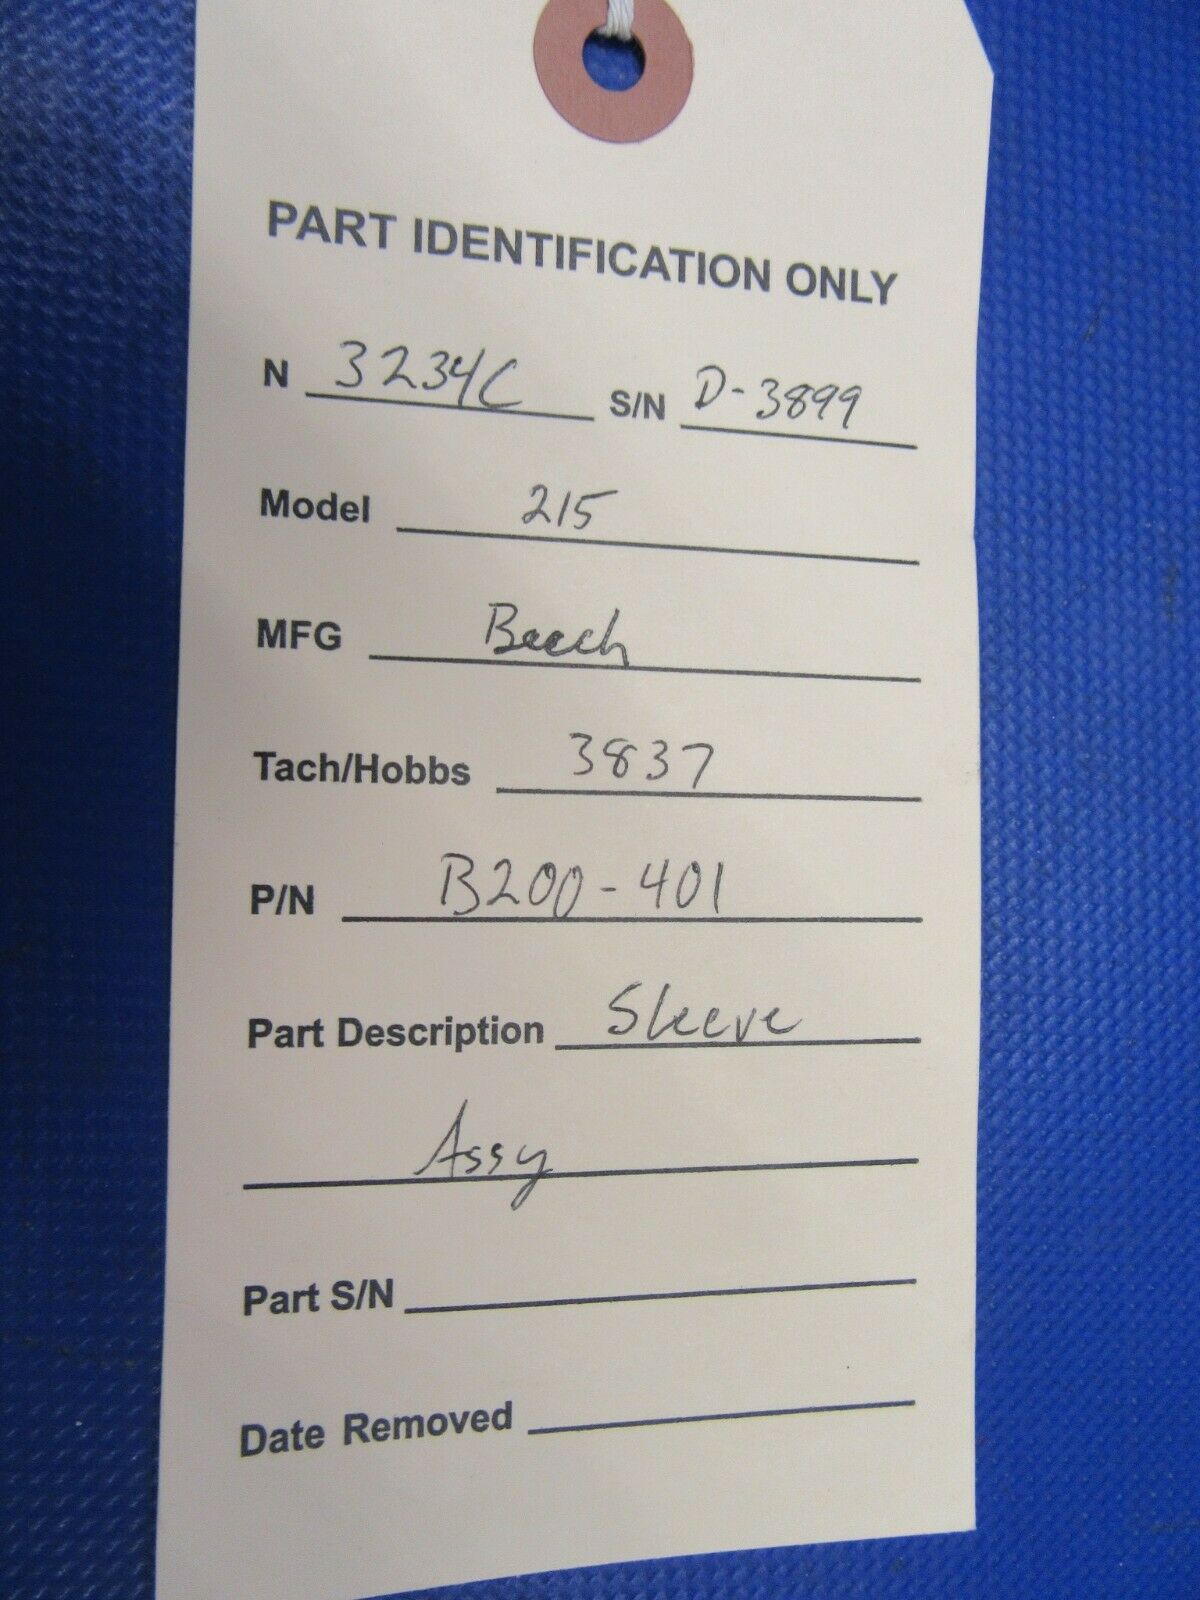 PART IDENTIFICATION ONLY
N 3234C S/N D-3899
Model 215
MFG Beech
Tach/Hobbs 3837
P/N B200-401
Part Description Sleeve
Assy
Part S/N
Date Removed